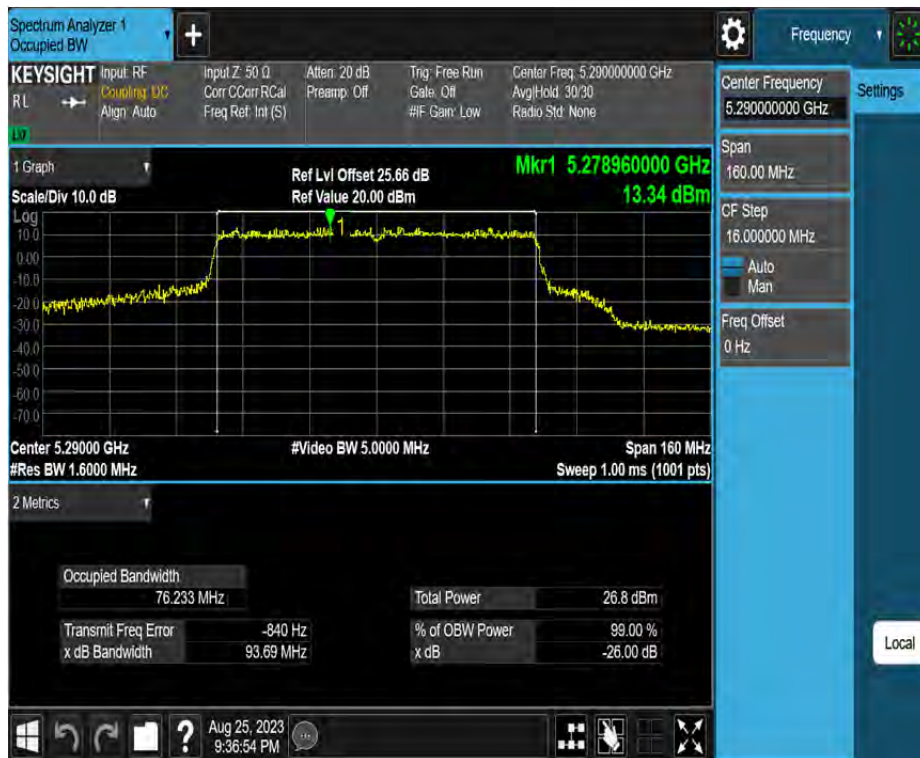 Spectrum Analyzer 1
Occupied BW
Frequency
KEYSIGHT Input: RF Input Z: 50 Ω Atten: 20 dB Trig: Free Run Center Freq: 5.290000000 GHz
Coupling: DC Corr CCorr RCal Preamp: Off Gate: Off Avg|Hold: 30/30
RL Align: Auto Freq Ref: Int (S) #IF Gain: Low Radio Std: None
Center Frequency
5.290000000 GHz
Settings
Span
160.00 MHz
CF Step
16.000000 MHz
Auto
Man
Freq Offset
0 Hz
1 Graph
Ref Lvl Offset 25.66 dB
Mkr1 5.278960000 GHz
Scale/Div 10.0 dB
Ref Value 20.00 dBm
13.34 dBm
Log
10.0
1
0.00
-10.0
-20.0
-30.0
-40.0
-50.0
-60.0
-70.0
Center 5.29000 GHz #Video BW 5.0000 MHz Span 160 MHz
#Res BW 1.6000 MHz Sweep 1.00 ms (1001 pts)
2 Metrics
Occupied Bandwidth
76.233 MHz
Total Power 26.8 dBm
Transmit Freq Error -840 Hz % of OBW Power 99.00 %
x dB Bandwidth 93.69 MHz x dB -26.00 dB
Local
Aug 25, 2023
9:36:54 PM